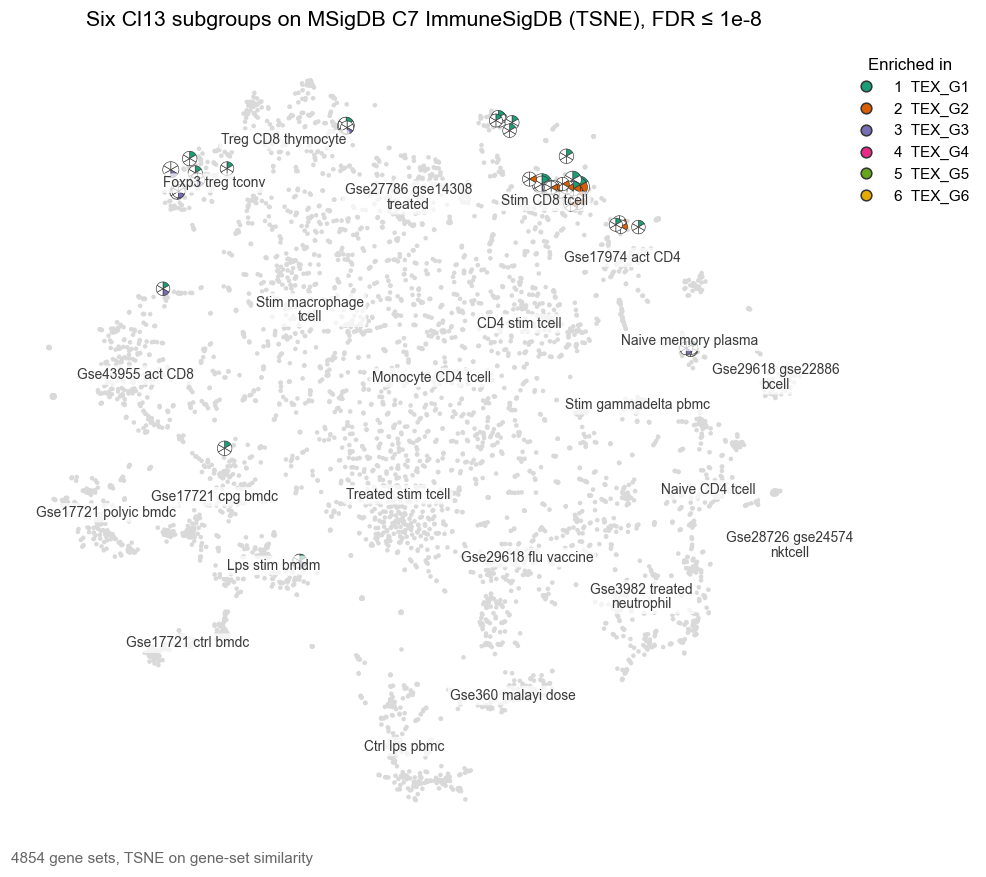 Six Cl13 subgroups on MSigDB C7 ImmuneSigDB (TSNE), FDR ≤ 1e-8
Enriched in
1 TEX_G1
2 TEX_G2
3 TEX_G3
4 TEX_G4
5 TEX_G5
6 TEX_G6
Treg CD8 thymocyte
Foxp3 treg tconv
Gse27786 gse14308
treated
Stim CD8 tcell
Gse17974 act CD4
Stim macrophage
tcell
CD4 stim tcell
Naive memory plasma
Gse43955 act CD8
Monocyte CD4 tcell
Gse29618 gse22886
bcell
Stim gammadelta pbmc
Gse17721 cpg bmdc
Treated stim tcell
Naive CD4 tcell
Gse17721 polyic bmdc
Gse28726 gse24574
nktcell
Lps stim bmdm
Gse29618 flu vaccine
Gse3982 treated
neutrophil
Gse17721 ctrl bmdc
Gse360 malayi dose
Ctrl lps pbmc
4854 gene sets, TSNE on gene-set similarity